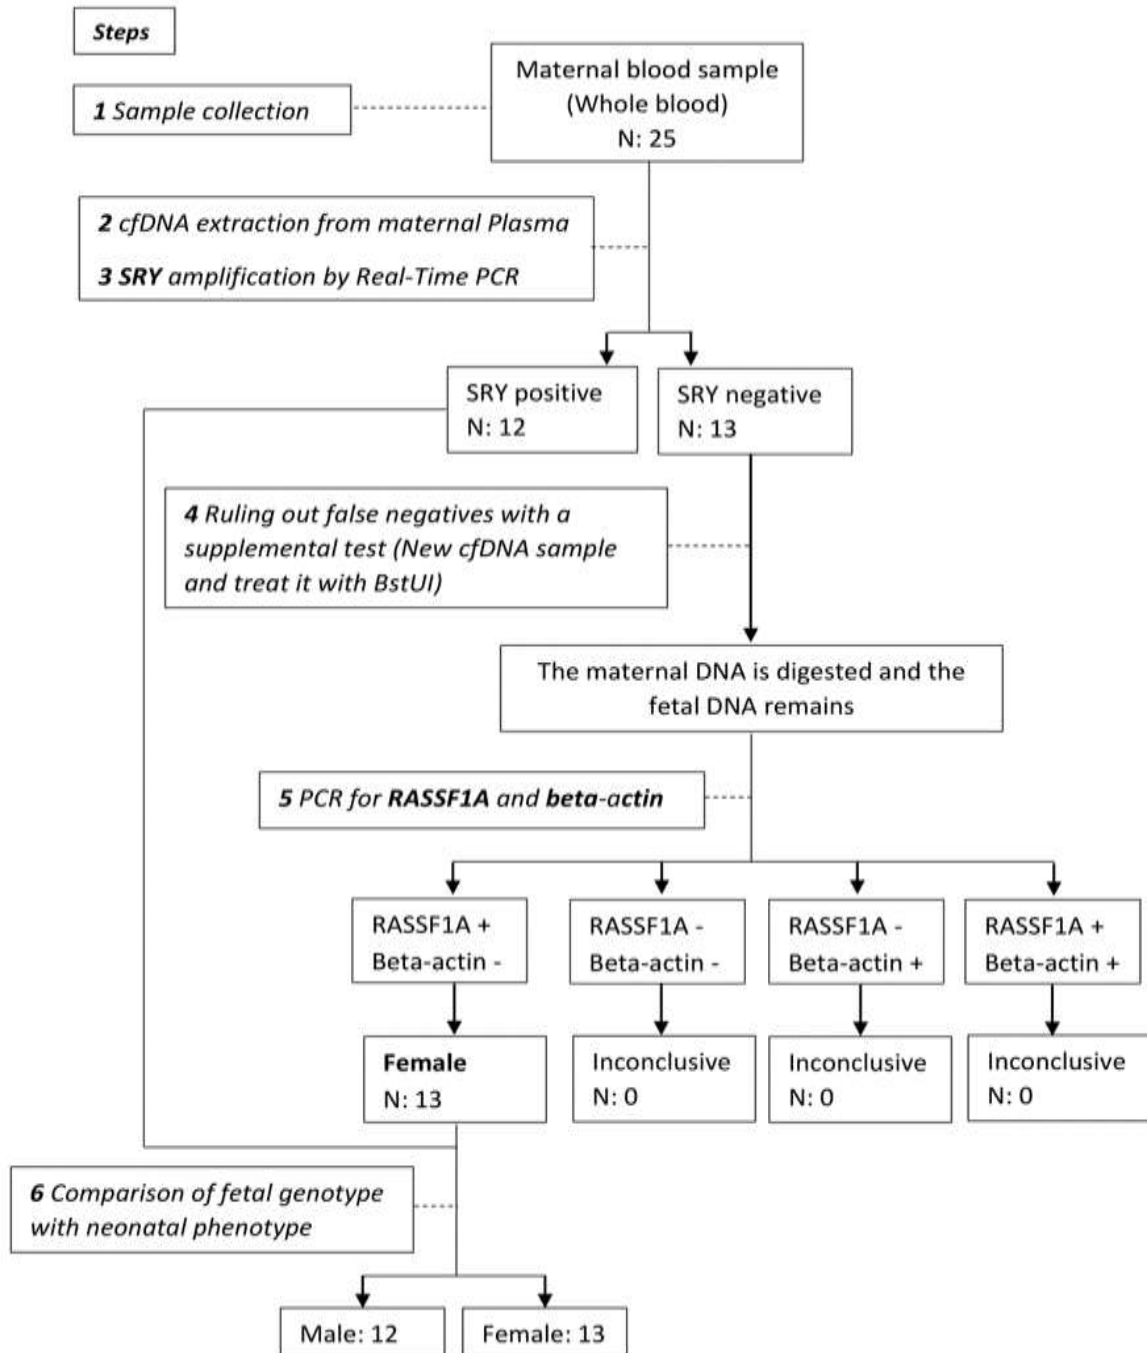 Steps
Maternal blood sample
(Whole blood)
N: 25
1 Sample collection
2 cfDNA extraction from maternal Plasma
3 SRY amplification by Real-Time PCR
SRY positive
N: 12
SRY negative
N: 13
4 Ruling out false negatives with a
supplemental test (New cfDNA sample
and treat it with BstUI)
The maternal DNA is digested and the
fetal DNA remains
5 PCR for RASSF1A and beta-actin
RASSF1A +
Beta-actin -
RASSF1A -
Beta-actin -
RASSF1A -
Beta-actin +
RASSF1A +
Beta-actin +
Female
N: 13
Inconclusive
N: 0
Inconclusive
N: 0
Inconclusive
N: 0
6 Comparison of fetal genotype
with neonatal phenotype
Male: 12
Female: 13